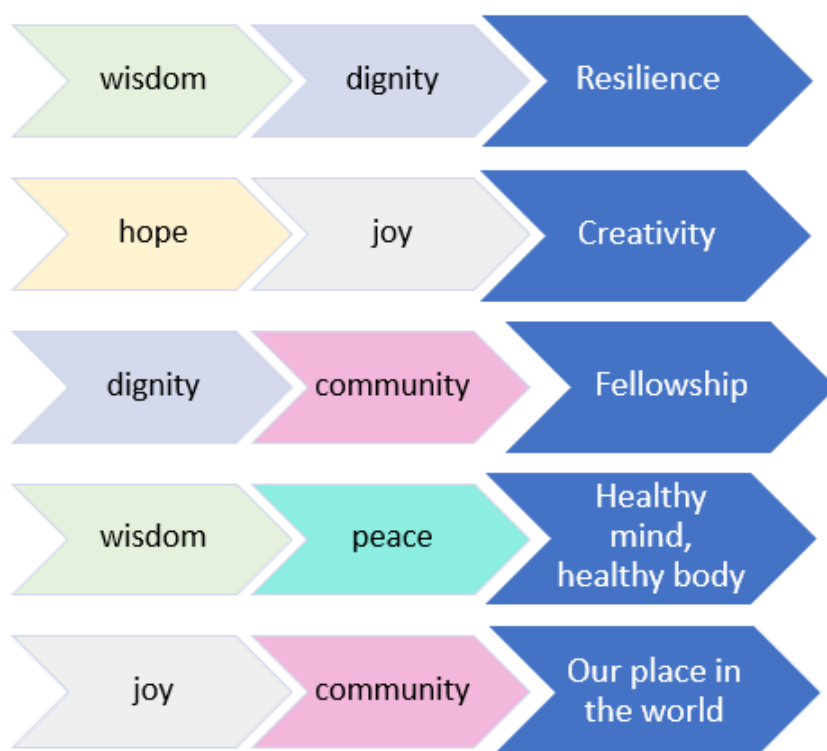 wisdom dignity Resilience
hope joy Creativity
dignity community Fellowship
wisdom peace Healthy
mind,
healthy body
joy community Our place in
the world